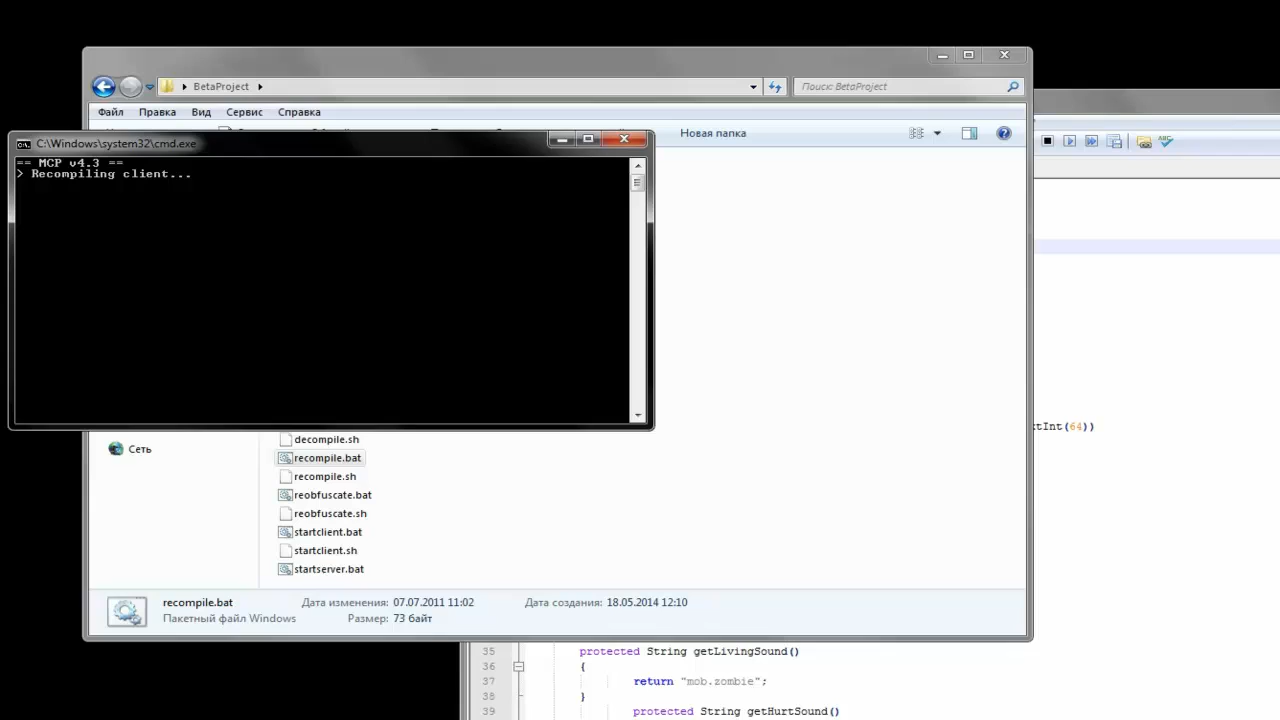 BetaProject
Поиск: BetaProject
Файл Правка Вид Сервис Справка
Новая папка
C:\Windows\system32\cmd.exe
== MCP v4.3 ==
> Recompiling client...
Сеть
decompile.sh
recompile.bat
recompile.sh
reobfuscate.bat
reobfuscate.sh
startclient.bat
startclient.sh
startserver.bat
recompile.bat Дата изменения: 07.07.2011 11:02 Дата создания: 18.05.2014 12:10
Пакетный файл Windows Размер: 73 байт
(64))
35 protected String getLivingSound()
36 {
37 return "mob.zombie";
38 }
39 protected String getHurtSound()